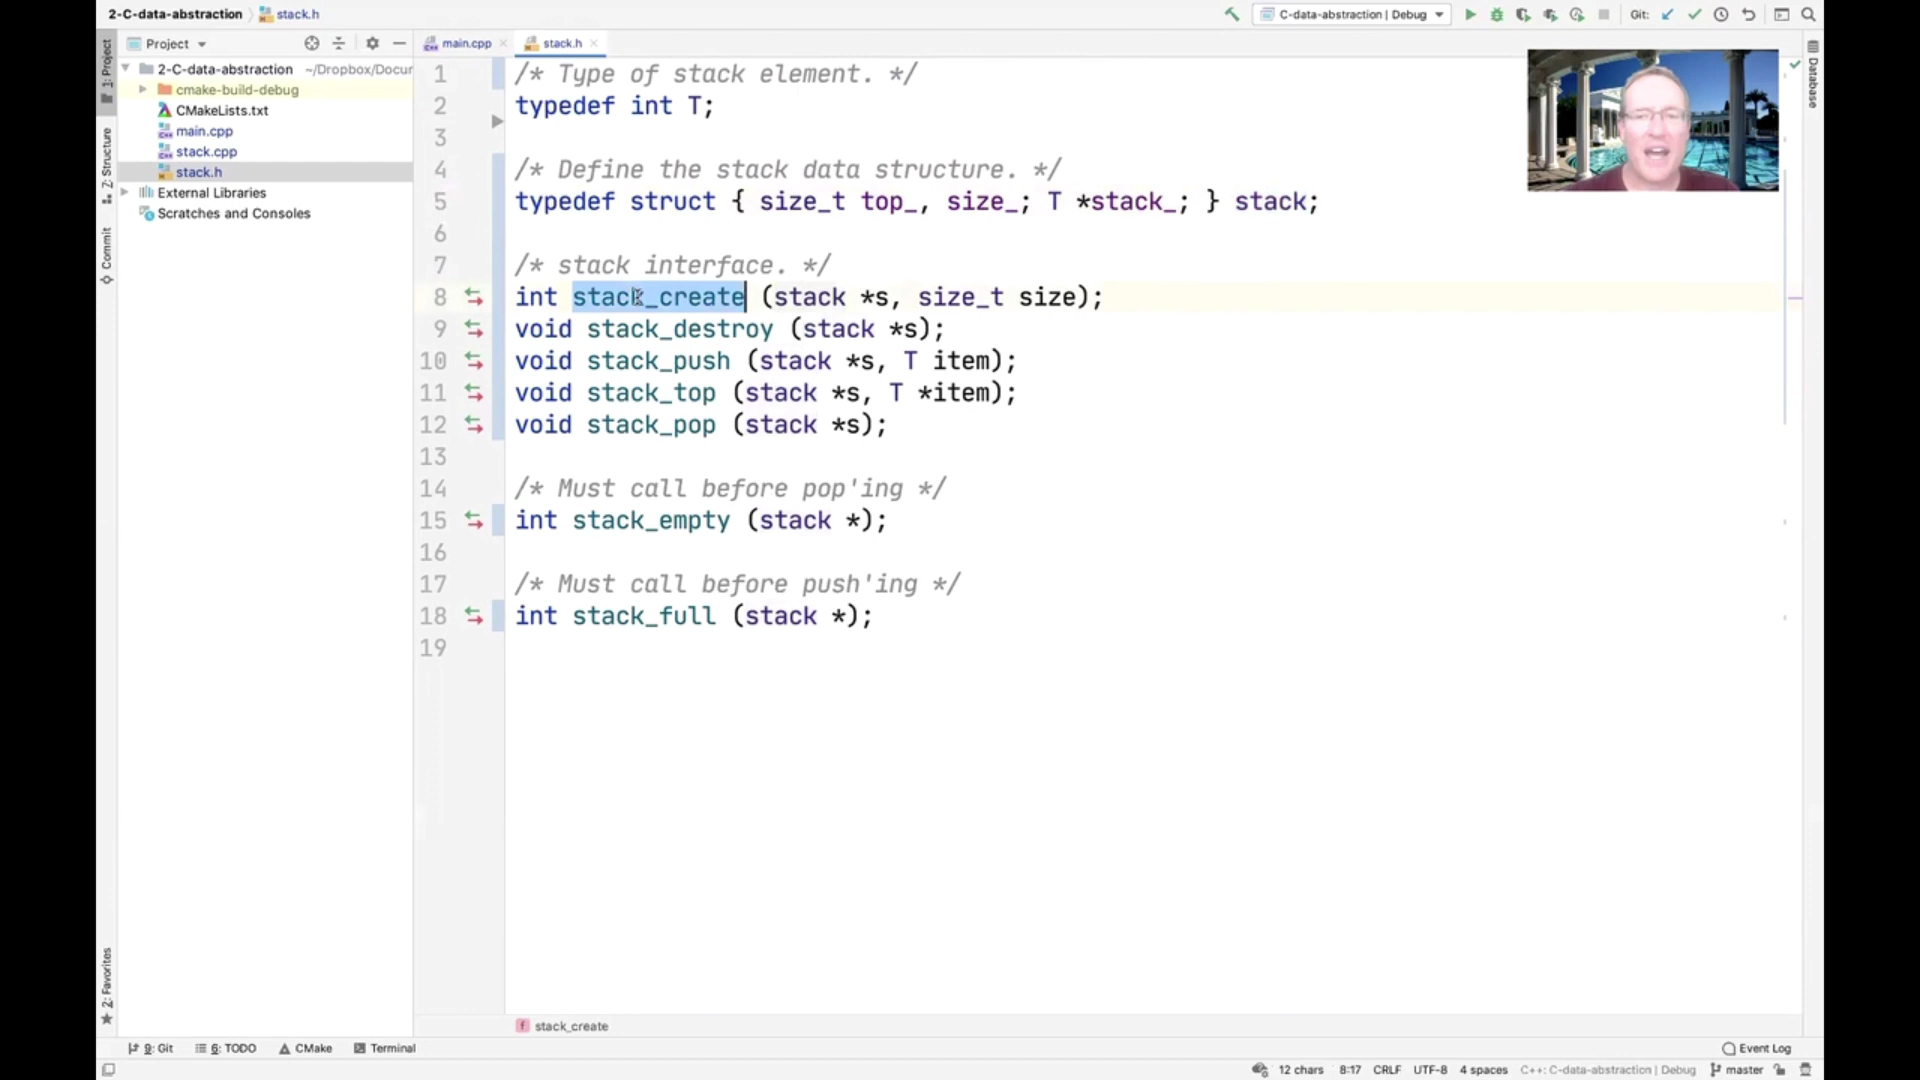 2-C-data-abstraction stack.h
C-data-abstraction | Debug
Git:
1: Project
Z: Structure
Commit
2: Favorites
Project
2-C-data-abstraction ~/Dropbox/Docur
cmake-build-debug
CMakeLists.txt
main.cpp
stack.cpp
stack.h
External Libraries
Scratches and Consoles
main.cpp
stack.h
1 /* Type of stack element. */
2 typedef int T;
3
4 /* Define the stack data structure. */
5 typedef struct { size_t top_, size_; T *stack_; } stack;
6
7 /* stack interface. */
8 int stack_create (stack *s, size_t size);
9 void stack_destroy (stack *s);
10 void stack_push (stack *s, T item);
11 void stack_top (stack *s, T *item);
12 void stack_pop (stack *s);
13
14 /* Must call before pop'ing */
15 int stack_empty (stack *);
16
17 /* Must call before push'ing */
18 int stack_full (stack *);
19
Database
f stack_create
9: Git
6: TODO
CMake
Terminal
Event Log
12 chars 8:17 CRLF UTF-8 4 spaces C++: C-data-abstraction | Debug master